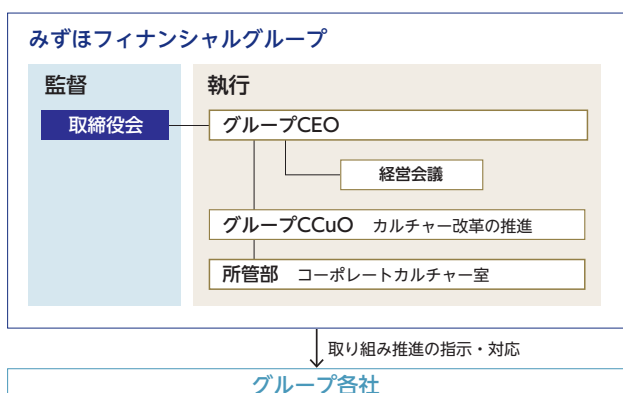 みずほフィナンシャルグループ
監督
執行
取締役会
グループCEO
経営会議
グループCCuO カルチャー改革の推進
所管部 コーポレートカルチャー室
取り組み推進の指示・対応
グループ各社